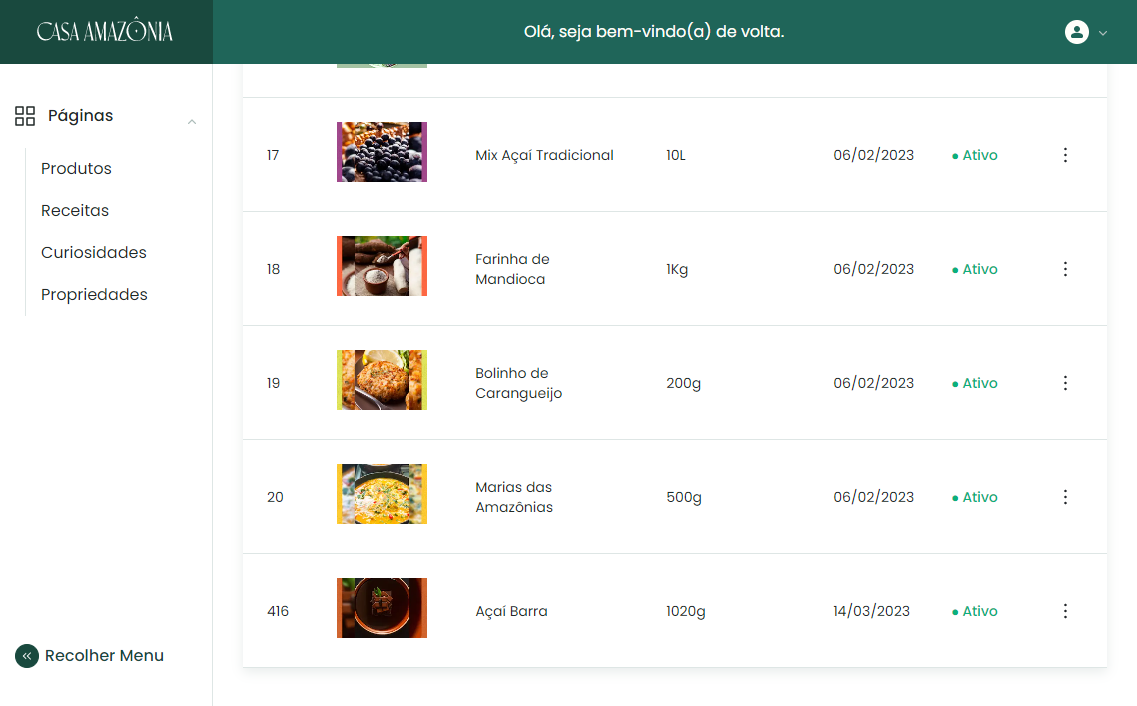 CASA AMAZÔNIA
Olá, seja bem-vindo(a) de volta.
Páginas
Produtos
Receitas
Curiosidades
Propriedades
Recolher Menu
17 Mix Açaí Tradicional 10L 06/02/2023 Ativo
18 Farinha de Mandioca 1Kg 06/02/2023 Ativo
19 Bolinho de Carangueijo 200g 06/02/2023 Ativo
20 Marias das Amazônias 500g 06/02/2023 Ativo
416 Açaí Barra 1020g 14/03/2023 Ativo